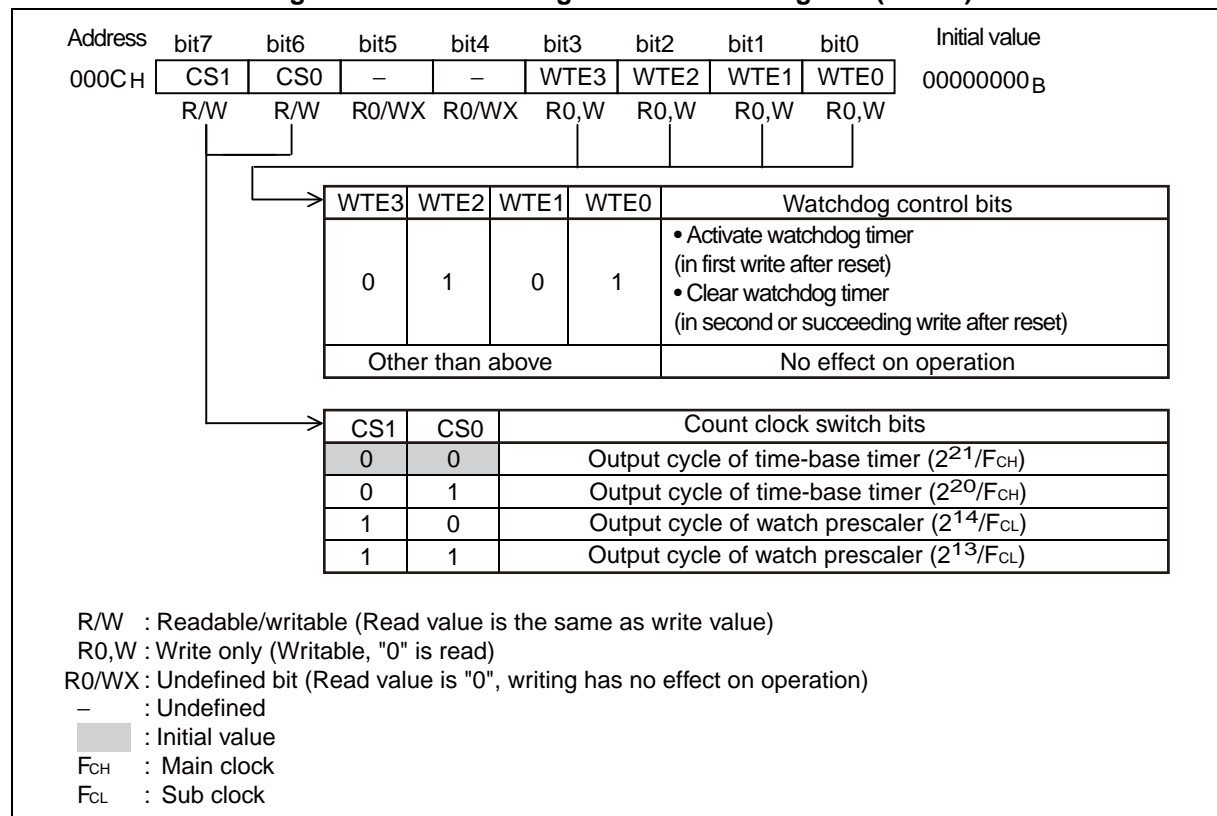 Address bit7 bit6 bit5 bit4 bit3 bit2 bit1 bit0 Initial value
000CH CS1 CS0 – – WTE3 WTE2 WTE1 WTE0 00000000B
R/W R/W R0/WX R0/WX R0,W R0,W R0,W R0,W
WTE3 WTE2 WTE1 WTE0 Watchdog control bits
0 1 0 1 • Activate watchdog timer
(in first write after reset)
• Clear watchdog timer
(in second or succeeding write after reset)
Other than above No effect on operation
CS1 CS0 Count clock switch bits
0 0 Output cycle of time-base timer (2²¹/FCH)
0 1 Output cycle of time-base timer (2²⁰/FCH)
1 0 Output cycle of watch prescaler (2¹⁴/FCL)
1 1 Output cycle of watch prescaler (2¹³/FCL)
R/W : Readable/writable (Read value is the same as write value)
R0,W : Write only (Writable, "0" is read)
R0/WX : Undefined bit (Read value is "0", writing has no effect on operation)
– : Undefined
: Initial value
FCH : Main clock
FCL : Sub clock